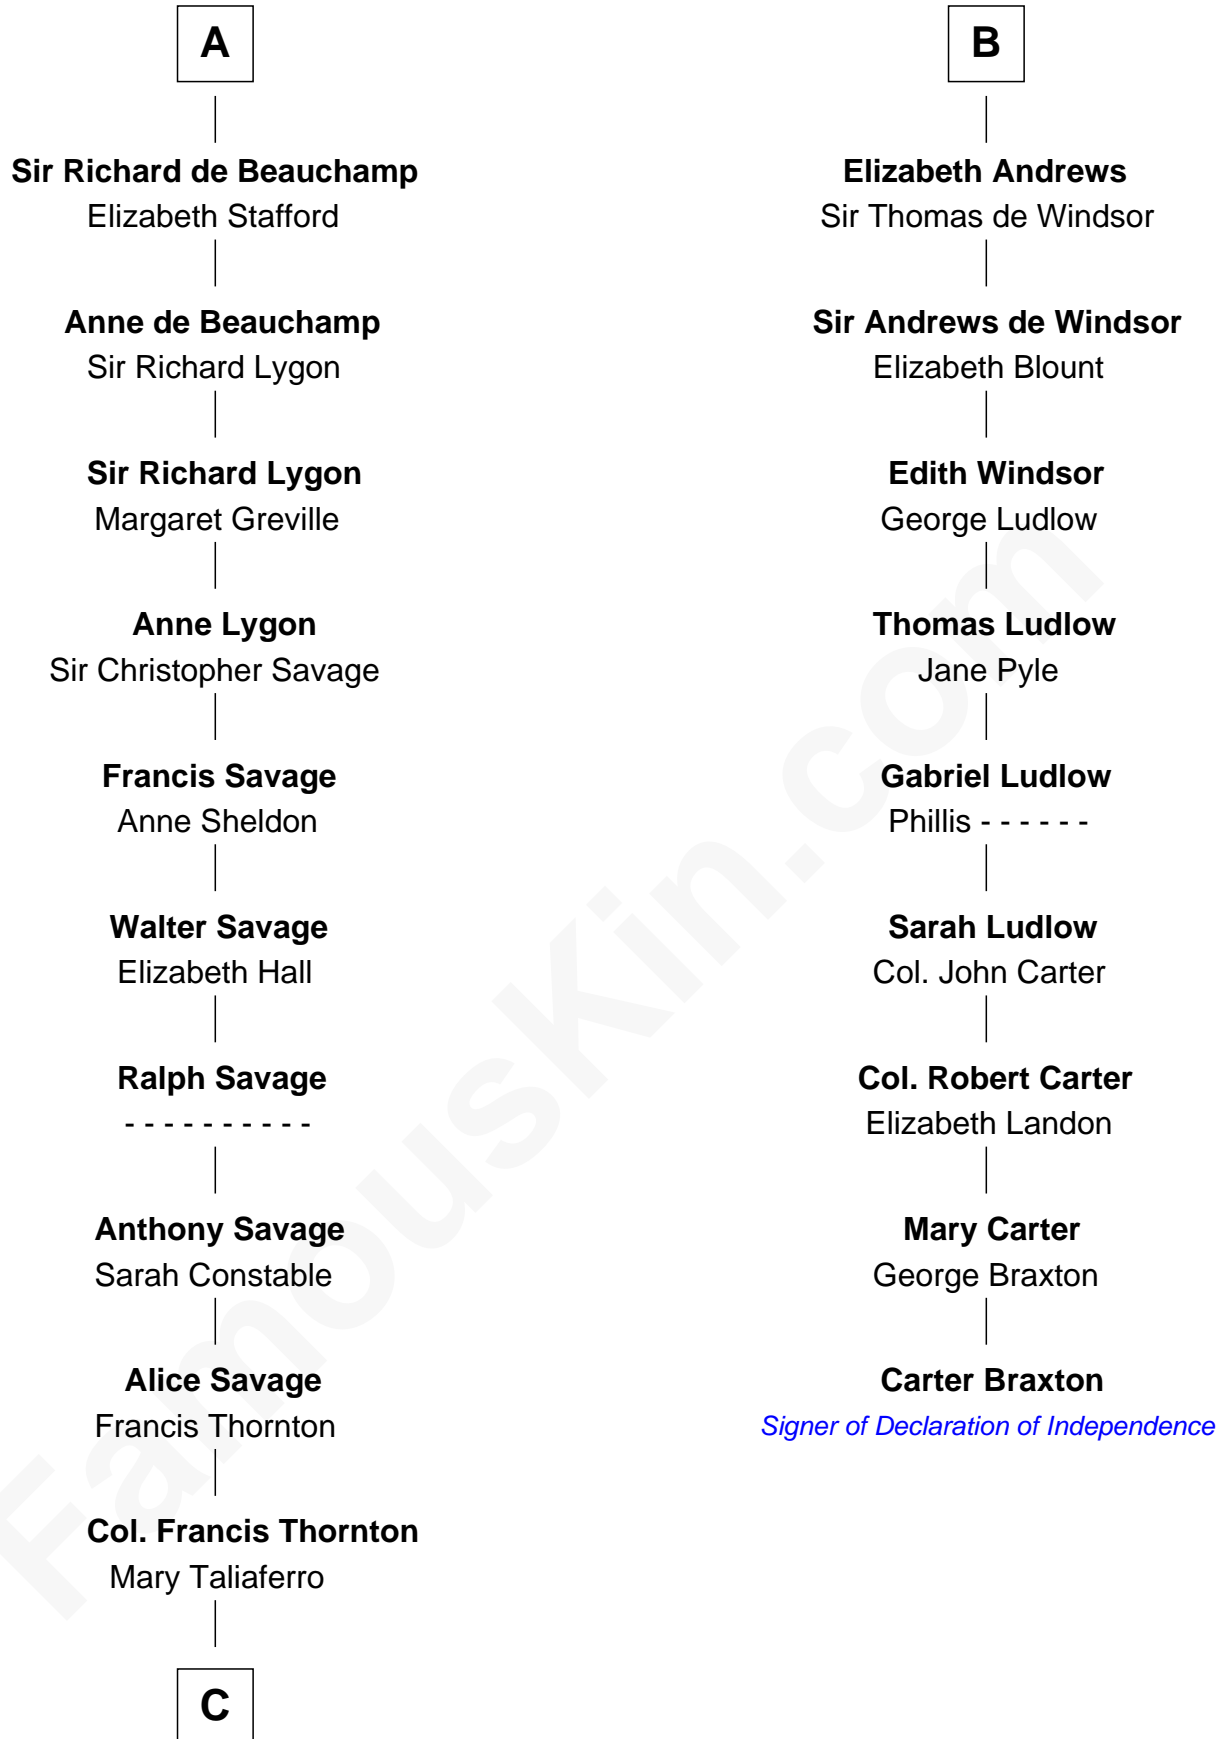 A
Sir Richard de Beauchamp
Elizabeth Stafford
Anne de Beauchamp
Sir Richard Lygon
Sir Richard Lygon
Margaret Greville
Anne Lygon
Sir Christopher Savage
Francis Savage
Anne Sheldon
Walter Savage
Elizabeth Hall
Ralph Savage
- - - - - - - - - -
Anthony Savage
Sarah Constable
Alice Savage
Francis Thornton
Col. Francis Thornton
Mary Taliaferro
C
B
Elizabeth Andrews
Sir Thomas de Windsor
Sir Andrews de Windsor
Elizabeth Blount
Edith Windsor
George Ludlow
Thomas Ludlow
Jane Pyle
Gabriel Ludlow
Phillis - - - - - -
Sarah Ludlow
Col. John Carter
Col. Robert Carter
Elizabeth Landon
Mary Carter
George Braxton
Carter Braxton
Signer of Declaration of Independence
FamousKin.com